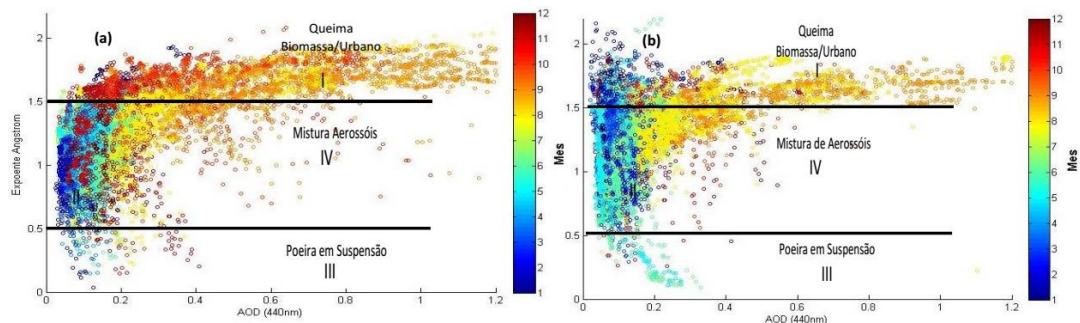 (a)
Queima
Biomassa/Urbano
I
Mistura Aerossóis
IV
II
Poeira em Suspensão
III
Expoente Angstrom
2
1.5
1
0.5
0
0
0.2
0.4
0.6
0.8
1
1.2
AOD (440nm)
12
11
10
9
8
7
6
5
4
3
2
1
Mes
(b)
Queima
Biomassa/Urbano
I
Mistura de Aerossóis
IV
II
Poeira em Suspensão
III
2
1.5
1
0.5
0
0
0.2
0.4
0.6
0.8
1
1.2
AOD (440nm)
12
11
10
9
8
7
6
5
4
3
2
1
Mes